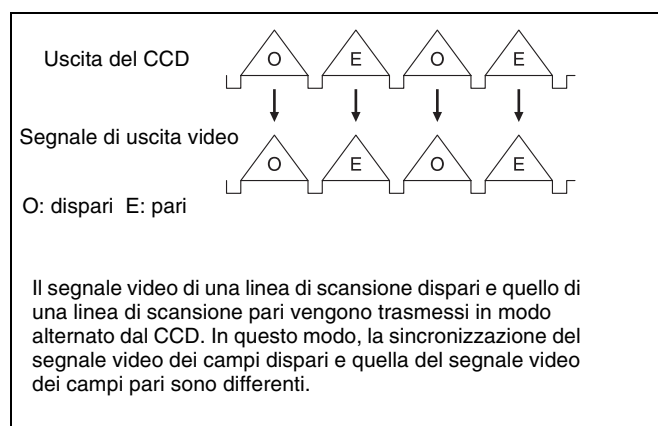 Uscita del CCD
O E O E
Segnale di uscita video
O E O E
O: dispari E: pari
Il segnale video di una linea di scansione dispari e quello di
una linea di scansione pari vengono trasmessi in modo
alternato dal CCD. In questo modo, la sincronizzazione del
segnale video dei campi dispari e quella del segnale video
dei campi pari sono differenti.